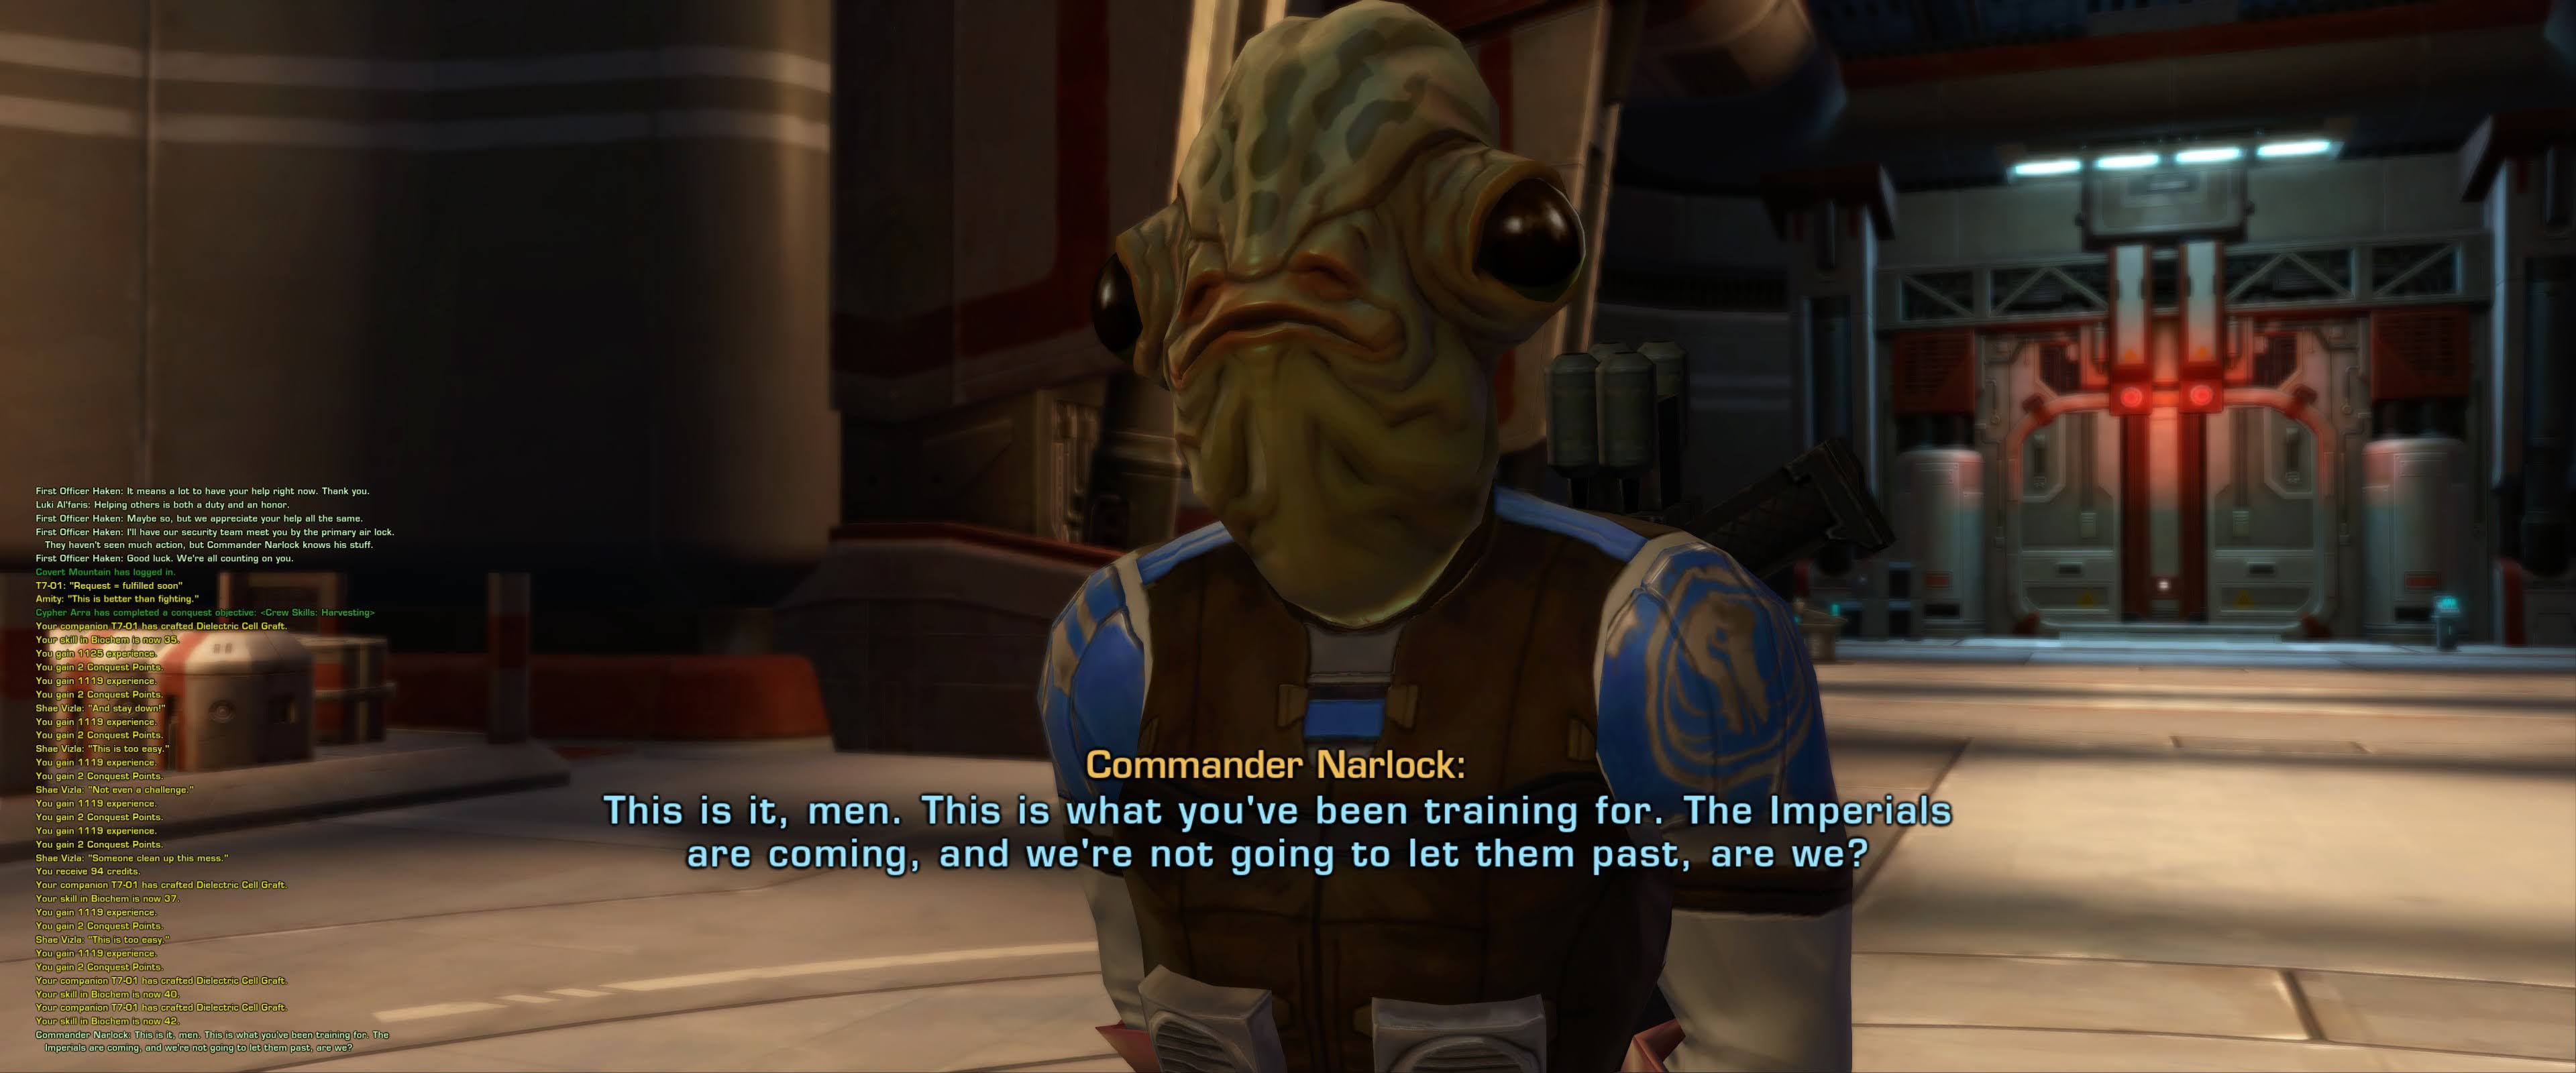 First Officer Haken: It means a lot to have your help right now. Thank you.
Luki Al'faris: Helping others is both a duty and an honor.
First Officer Haken: Maybe so, but we appreciate your help all the same.
First Officer Haken: I'll have our security team meet you by the primary air lock.
They haven't seen much action, but Commander Narlock knows his stuff.
First Officer Haken: Good luck. We're all counting on you.
Covert Mountain has logged in.
T7-01: "Request = fulfilled soon"
Amity: "This is better than fighting."
Cypher Arra has completed a conquest objective: <Crew Skills: Harvesting>
Your companion T7-01 has crafted Dielectric Cell Graft.
Your skill in Biochem is now 35.
You gain 1125 experience.
You gain 2 Conquest Points.
You gain 1119 experience.
You gain 2 Conquest Points.
Shae Vizla: "And stay down!"
You gain 1119 experience.
You gain 2 Conquest Points.
Shae Vizla: "This is too easy."
You gain 1119 experience.
You gain 2 Conquest Points.
Shae Vizla: "Not even a challenge."
You gain 1119 experience.
You gain 2 Conquest Points.
You gain 1119 experience.
You gain 2 Conquest Points.
Shae Vizla: "Someone clean up this mess."
You receive 94 credits.
Your companion T7-01 has crafted Dielectric Cell Graft.
Your skill in Biochem is now 37.
You gain 1119 experience.
You gain 2 Conquest Points.
Shae Vizla: "This is too easy."
You gain 1119 experience.
You gain 2 Conquest Points.
Your companion T7-01 has crafted Dielectric Cell Graft.
Your skill in Biochem is now 40.
Your companion T7-01 has crafted Dielectric Cell Graft.
Your skill in Biochem is now 42.
Commander Narlock: This is it, men. This is what you've been training for. The
Imperials are coming, and we're not going to let them past, are we?
Commander Narlock:
This is it, men. This is what you've been training for. The Imperials
are coming, and we're not going to let them past, are we?